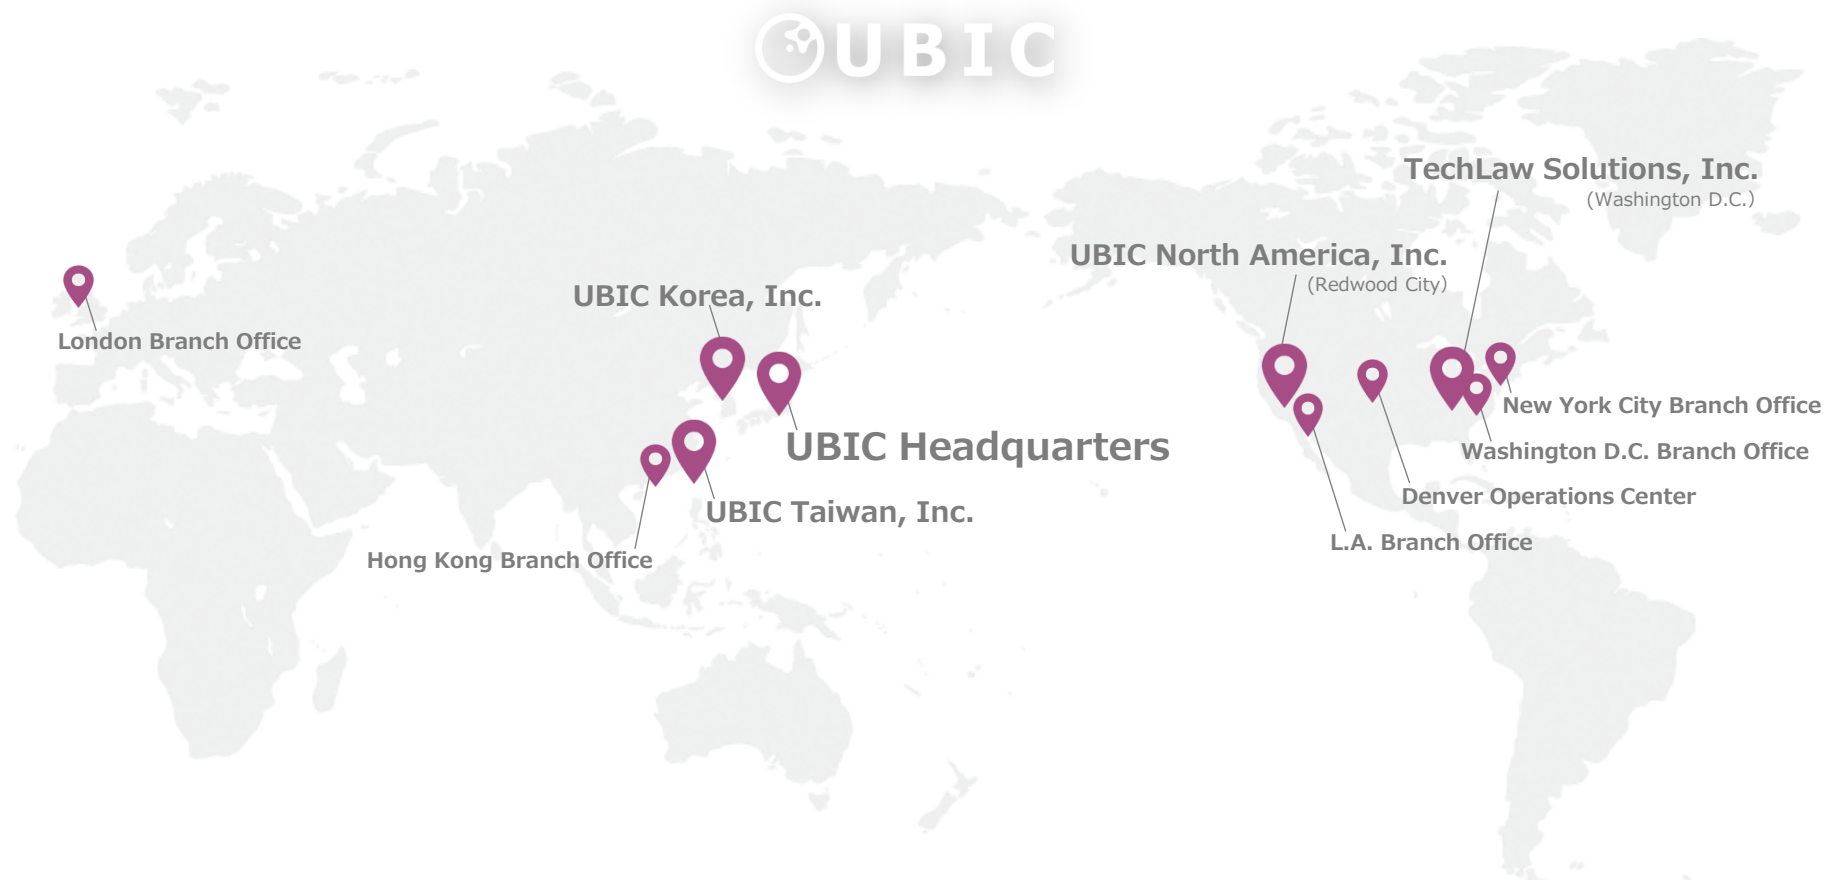 UBIC
TechLaw Solutions, Inc.
(Washington D.C.)
UBIC North America, Inc.
(Redwood City)
UBIC Korea, Inc.
London Branch Office
New York City Branch Office
UBIC Headquarters
Washington D.C. Branch Office
Denver Operations Center
UBIC Taiwan, Inc.
L.A. Branch Office
Hong Kong Branch Office